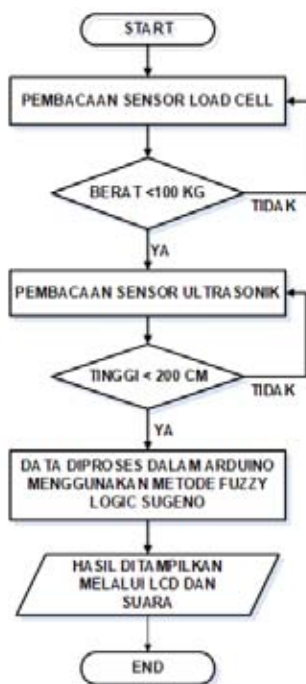 START
PEMBACAAN SENSOR LOAD CELL
BERAT <100 KG
TIDAK
YA
PEMBACAAN SENSOR ULTRASONIK
TINGGI < 200 CM
TIDAK
YA
DATA DIPROSES DALAM ARDUINO
MENGGUNAKAN METODE FUZZY
LOGIC SUGENO
HASIL DITAMPILKAN
MELALUI LCD DAN
SUARA
END